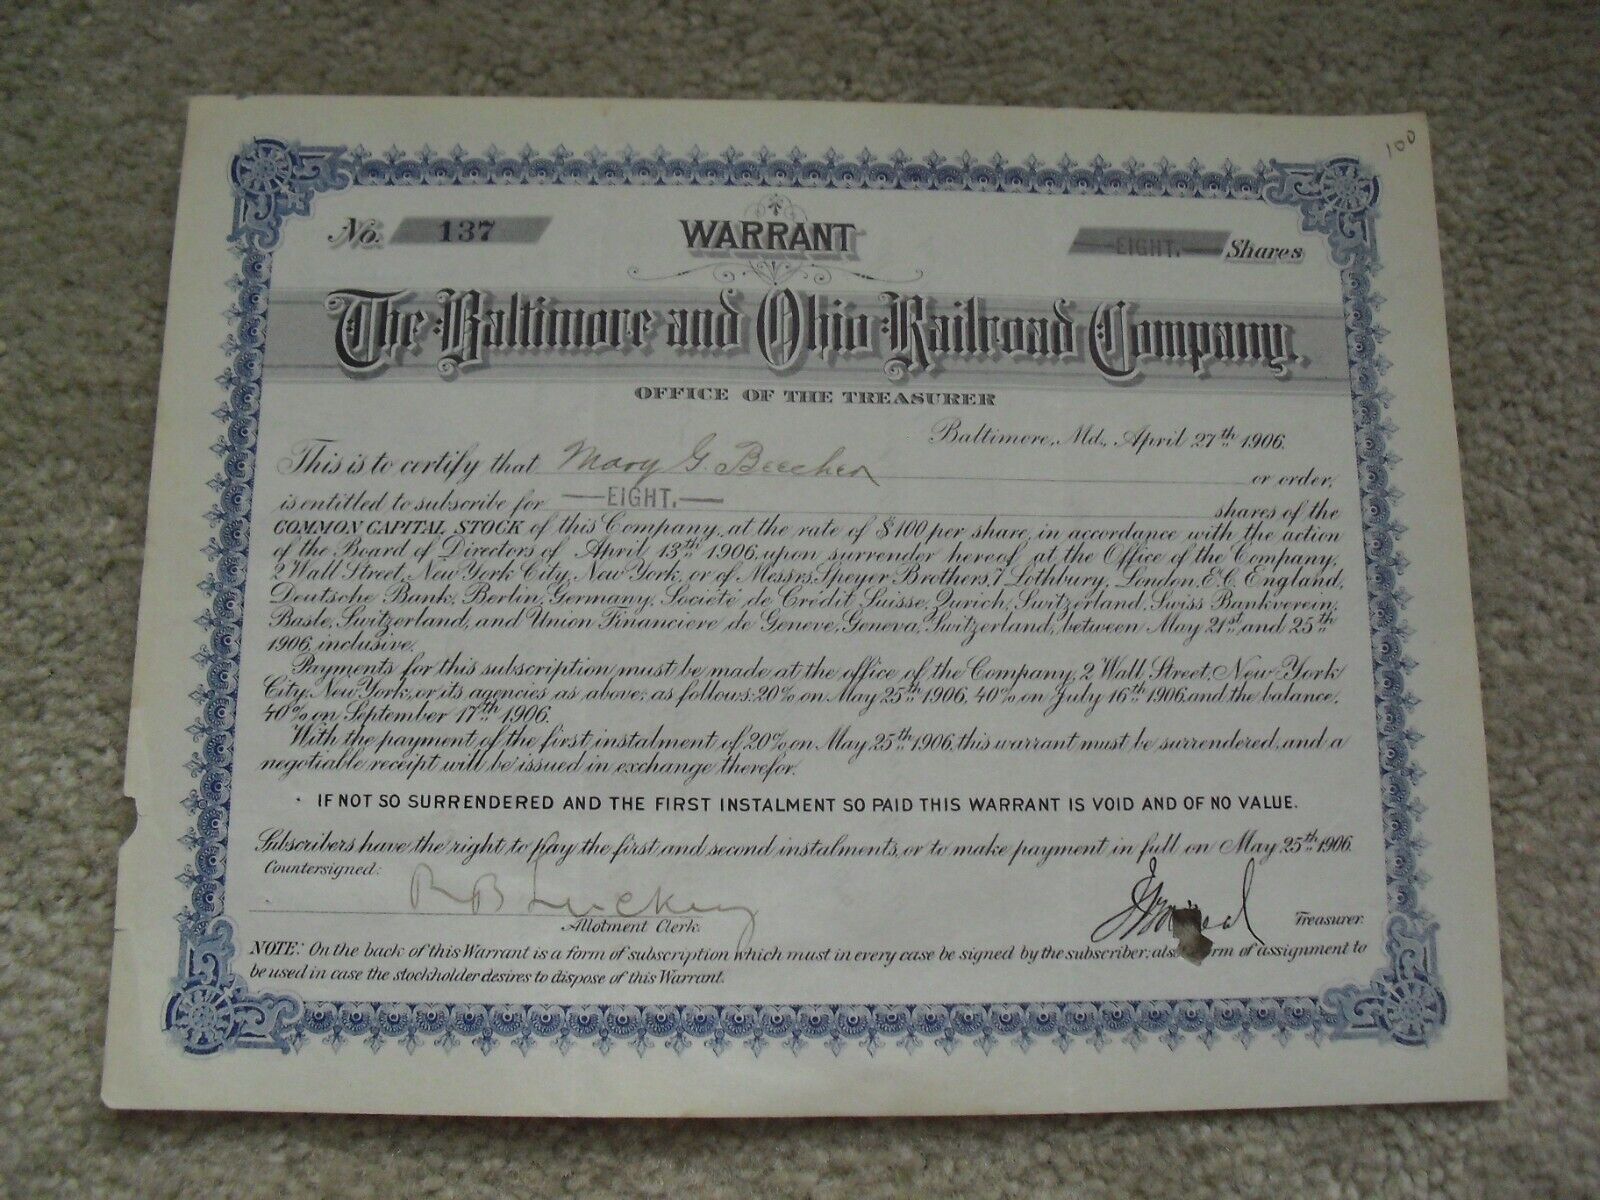 100
No. 137 WARRANT EIGHT. Shares
The Baltimore and Ohio Railroad Company.
OFFICE OF THE TREASURER
Baltimore, Md., April 27th 1906.
This is to certify that Mary G. Beecher or order,
is entitled to subscribe for —EIGHT.— shares of the
COMMON CAPITAL STOCK of this Company, at the rate of $100 per share, in accordance with the action
of the Board of Directors of April 13th 1906, upon surrender hereof, at the Office of the Company,
2 Wall Street, New York City, New York, or of Messrs. Speyer Brothers, 7 Lothbury, London, E.C. England,
Deutsche Bank, Berlin, Germany, Société de Crédit Suisse, Zurich, Switzerland, Swiss Bankverein,
Basle, Switzerland, and Union Financiere de Geneve, Geneva, Switzerland, between May 21st and 25th
1906, inclusive.
Payments for this subscription must be made at the office of the Company, 2 Wall Street, New York
City, New York, or its agencies as above, as follows: 20% on May 25th 1906, 40% on July 16th 1906, and the balance,
40% on September 17th 1906.
With the payment of the first instalment of 20% on May 25th 1906, this warrant must be surrendered, and a
negotiable receipt will be issued in exchange therefor.
IF NOT SO SURRENDERED AND THE FIRST INSTALMENT SO PAID THIS WARRANT IS VOID AND OF NO VALUE.
Subscribers have the right to pay the first and second instalments, or to make payment in full on May 25th 1906.
Countersigned:
R B Luckey
Allotment Clerk. Treasurer.
NOTE: On the back of this Warrant is a form of subscription which must in every case be signed by the subscriber: als rm of assignment to
be used in case the stockholder desires to dispose of this Warrant.